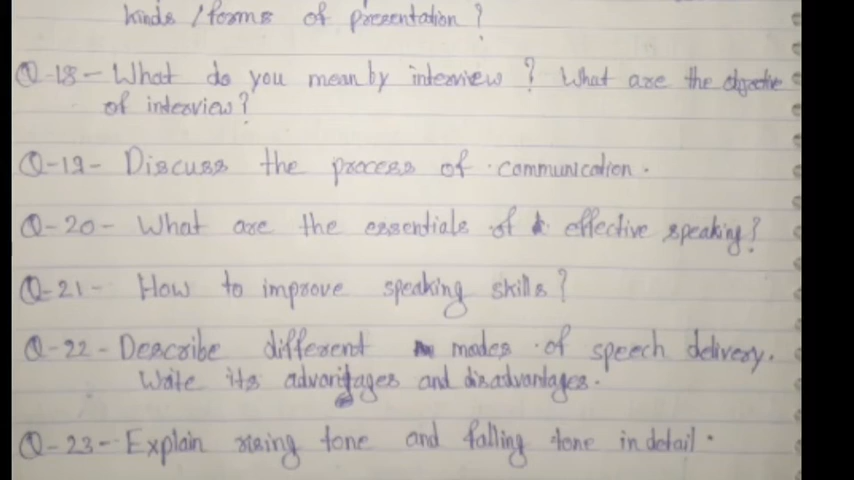 kinds / forms of presentation ?
Q-18- What do you mean by interview ? What are the objective
of interview ?
Q-19- Discuss the process of communication.
Q-20- What are the essentials of effective speaking ?
Q-21- How to improve speaking skills ?
Q-22- Describe different modes of speech delivery.
Write its advantages and disadvantages.
Q-23- Explain rising tone and falling tone in detail.